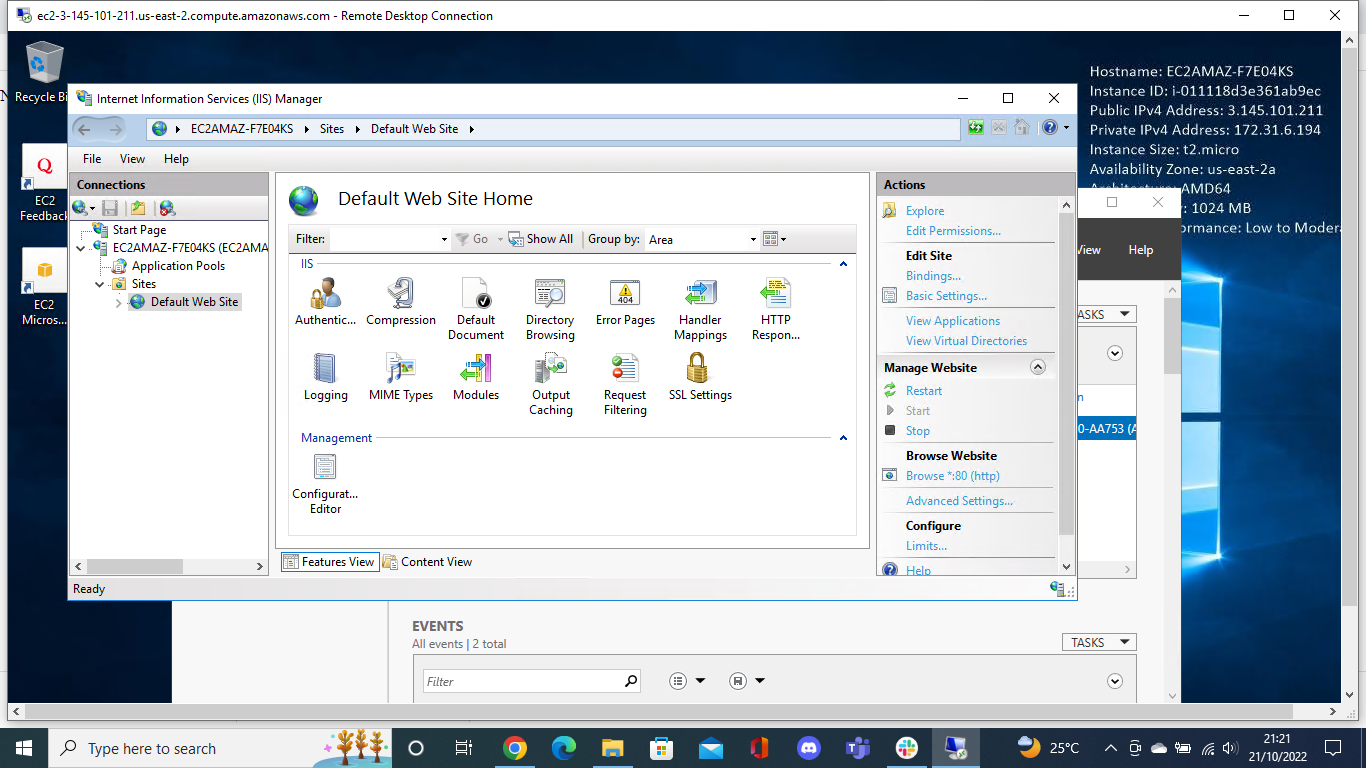 ec2-3-145-101-211.us-east-2.compute.amazonaws.com - Remote Desktop Connection
Recycle Bi
EC2
Feedback
EC2
Micros...
Hostname: EC2AMAZ-F7E04KS
Instance ID: i-011118d3e361ab9ec
Public IPv4 Address: 3.145.101.211
Private IPv4 Address: 172.31.6.194
Instance Size: t2.micro
Availability Zone: us-east-2a
AMD64
1024 MB
Low to Modera
Internet Information Services (IIS) Manager
EC2AMAZ-F7E04KS
Sites
Default Web Site
File
View
Help
Connections
Start Page
EC2AMAZ-F7E04KS (EC2AMA
Application Pools
Sites
Default Web Site
Default Web Site Home
Filter:
Go
Show All
Group by:
Area
IIS
Authentic...
Compression
Default
Document
Directory
Browsing
Error Pages
404
Handler
Mappings
HTTP
Respon...
Logging
MIME Types
Modules
Output
Caching
Request
Filtering
SSL Settings
Management
Configurat...
Editor
Features View
Content View
Ready
Actions
Explore
Edit Permissions...
Edit Site
Bindings...
Basic Settings...
View Applications
View Virtual Directories
Manage Website
Restart
Start
Stop
Browse Website
Browse *:80 (http)
Advanced Settings...
Configure
Limits...
Help
View
Help
ASKS
0-AA753 (A
EVENTS
All events | 2 total
TASKS
Filter
Type here to search
25°C
21:21
21/10/2022